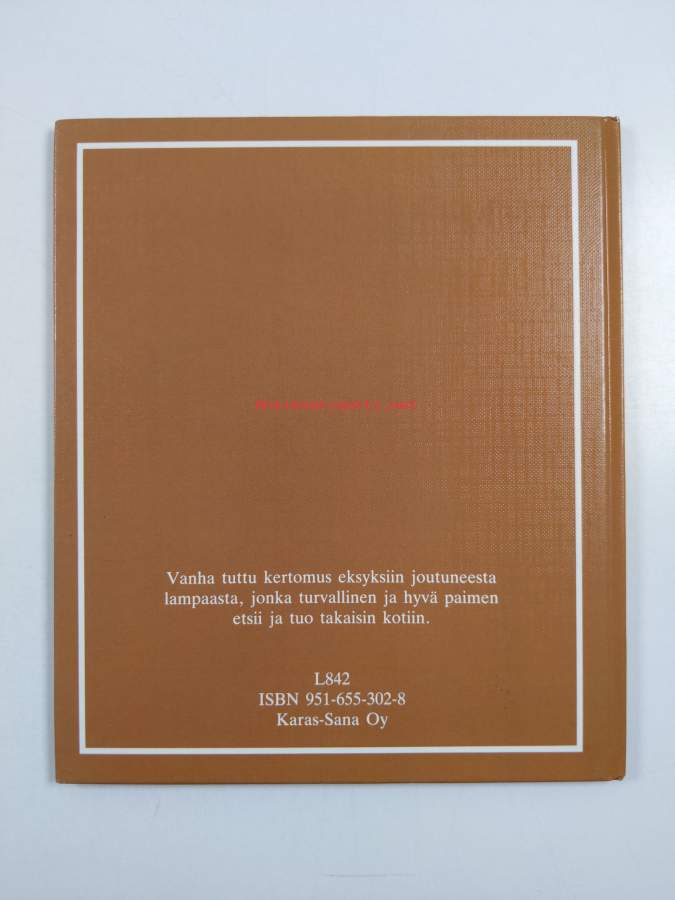 Vanha tuttu kertomus eksyksiin joutuneesta
lampaasta, jonka turvallinen ja hyvä paimen
etsii ja tuo takaisin kotiin.
L842
ISBN 951-655-302-8
Karas-Sana Oy